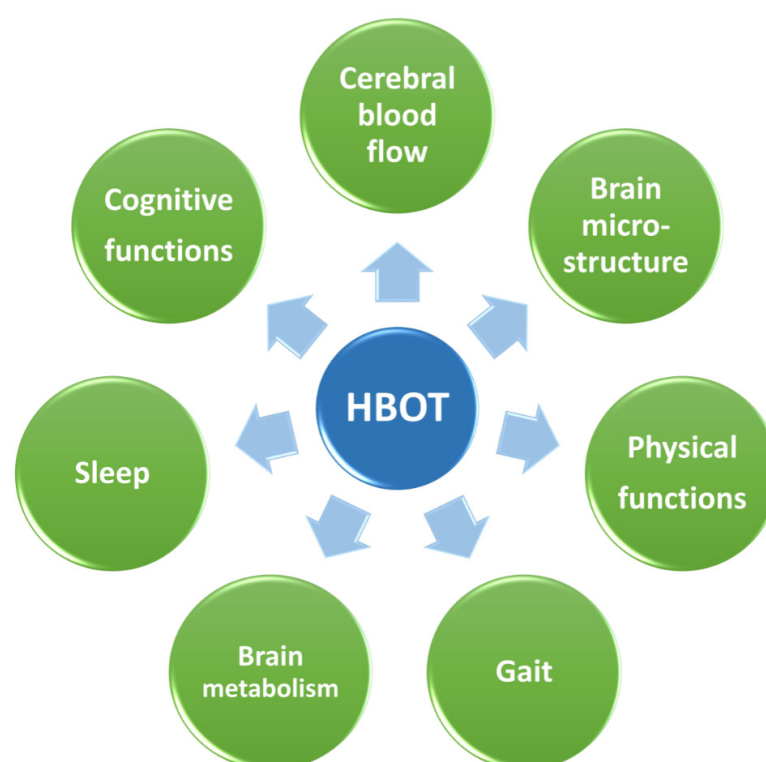 Cerebral
blood
flow
Brain
micro-
structure
Physical
functions
Gait
Brain
metabolism
Sleep
Cognitive
functions
HBOT